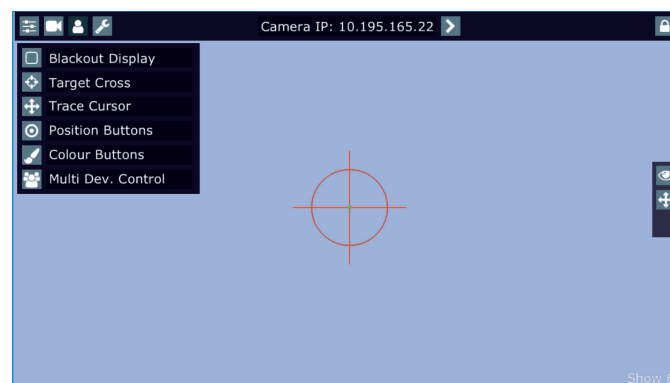 Camera IP: 10.195.165.22
Blackout Display
Target Cross
Trace Cursor
Position Buttons
Colour Buttons
Multi Dev. Control
Show